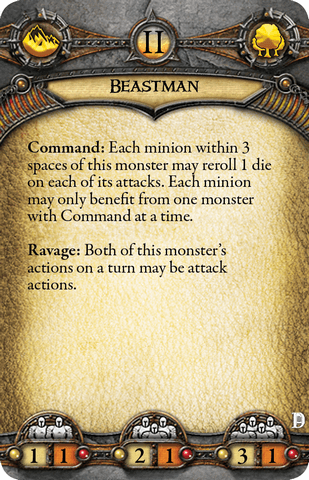 II
BEASTMAN
Command: Each minion within 3
spaces of this monster may reroll 1 die
on each of its attacks. Each minion
may only benefit from one monster
with Command at a time.
Ravage: Both of this monster's
actions on a turn may be attack
actions.
D
1 1 2 1 3 1